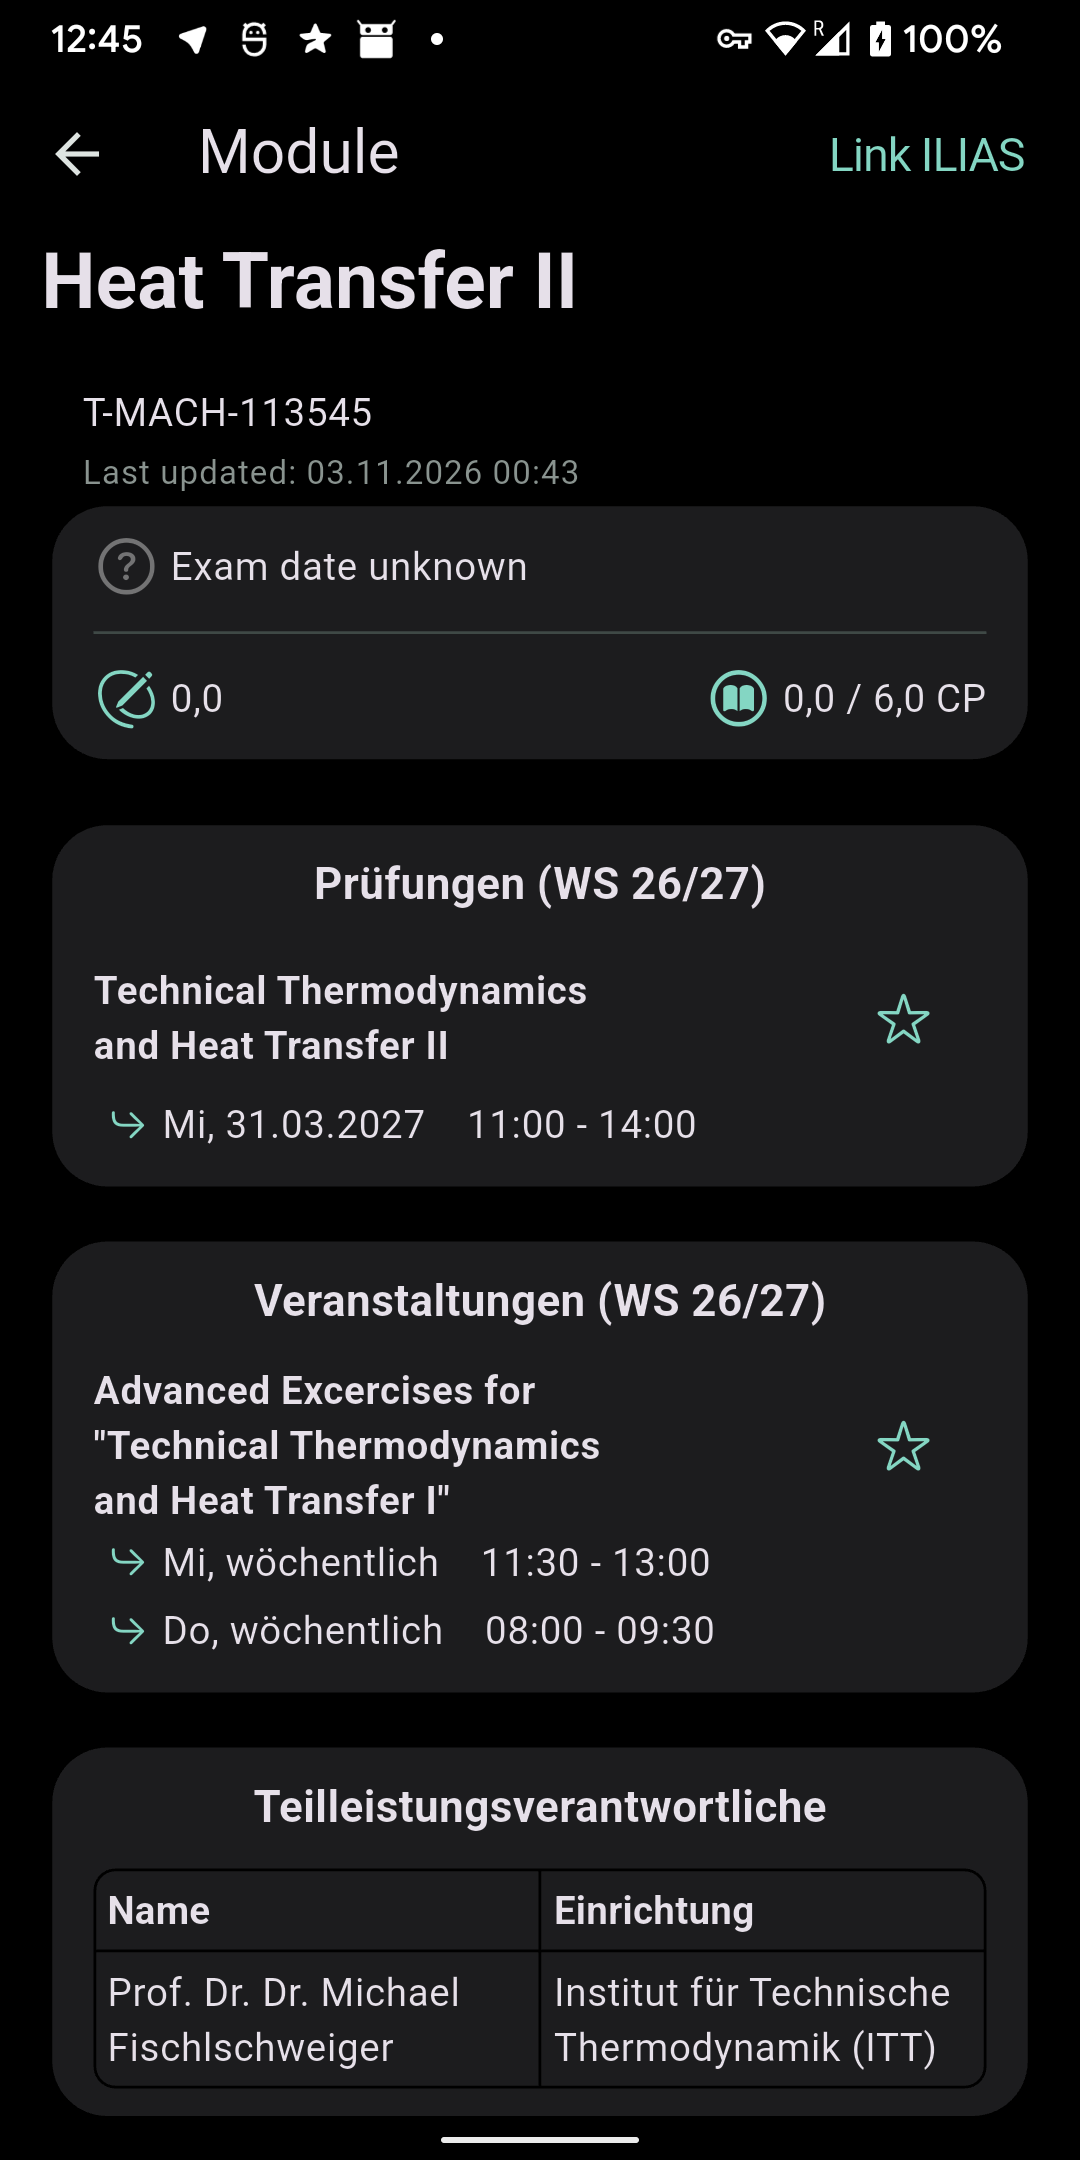 12:45
R
100%
Module
Link ILIAS
Heat Transfer II
T-MACH-113545
Last updated: 03.11.2026 00:43
? Exam date unknown
0,0
0,0 / 6,0 CP
Prüfungen (WS 26/27)
Technical Thermodynamics
and Heat Transfer II
Mi, 31.03.2027 11:00 - 14:00
Veranstaltungen (WS 26/27)
Advanced Excercises for
"Technical Thermodynamics
and Heat Transfer I"
Mi, wöchentlich 11:30 - 13:00
Do, wöchentlich 08:00 - 09:30
Teilleistungsverantwortliche
Name
Einrichtung
Prof. Dr. Dr. Michael
Fischlschweiger
Institut für Technische
Thermodynamik (ITT)